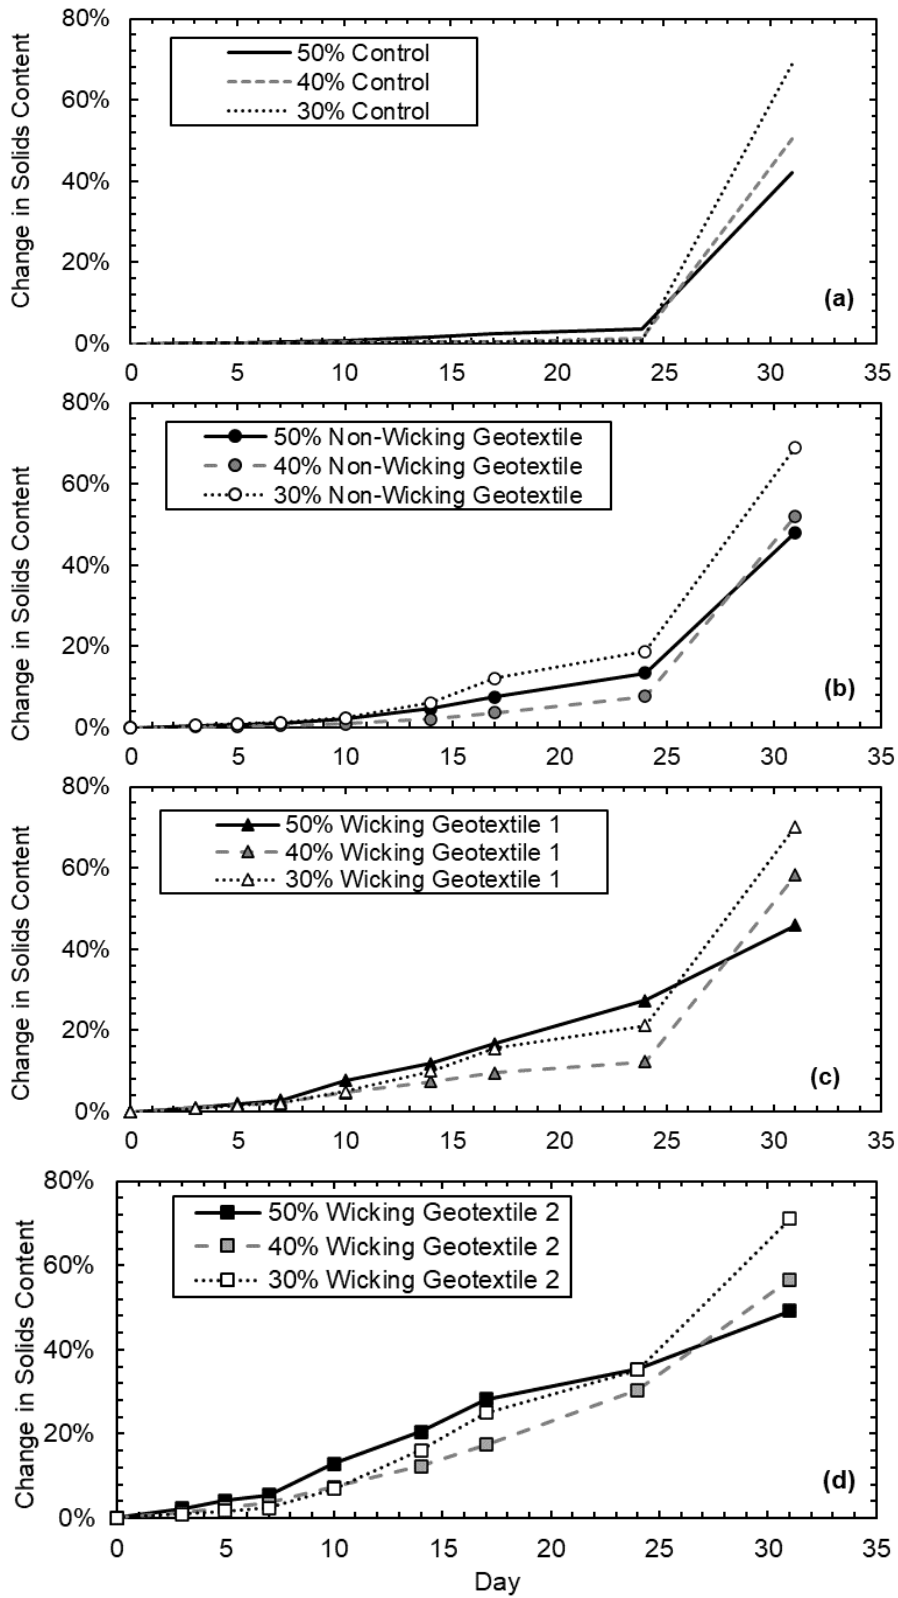 80%
60%
40%
20%
0%
Change in Solids Content
50% Control
40% Control
30% Control
(a)
0 5 10 15 20 25 30 35
80%
60%
40%
20%
0%
Change in Solids Content
50% Non-Wicking Geotextile
40% Non-Wicking Geotextile
30% Non-Wicking Geotextile
(b)
0 5 10 15 20 25 30 35
80%
60%
40%
20%
0%
Change in Solids Content
50% Wicking Geotextile 1
40% Wicking Geotextile 1
30% Wicking Geotextile 1
(c)
0 5 10 15 20 25 30 35
80%
60%
40%
20%
0%
Change in Solids Content
50% Wicking Geotextile 2
40% Wicking Geotextile 2
30% Wicking Geotextile 2
(d)
0 5 10 15 20 25 30 35
Day